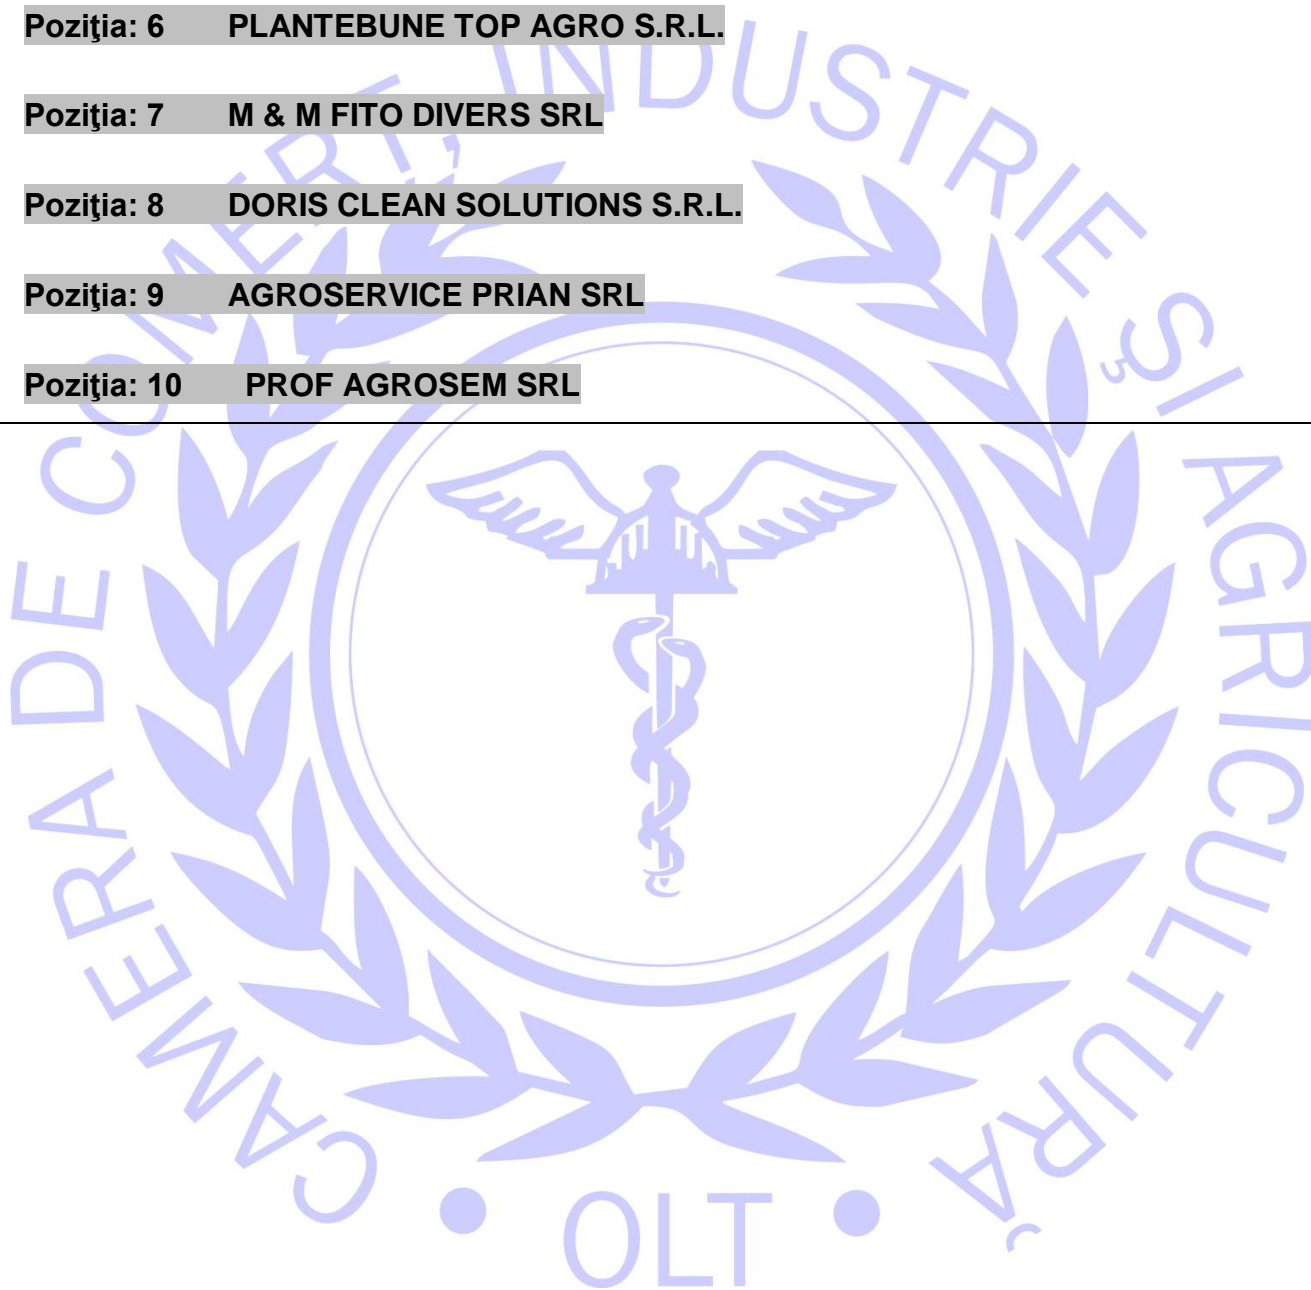 Poziţia: 6 PLANTEBUNE TOP AGRO S.R.L.
Poziţia: 7 M & M FITO DIVERS SRL
Poziţia: 8 DORIS CLEAN SOLUTIONS S.R.L.
Poziţia: 9 AGROSERVICE PRIAN SRL
Poziţia: 10 PROF AGROSEM SRL
CAMERA DE COMERŢ, INDUSTRIE ŞI AGRICULTURĂ
• OLT •